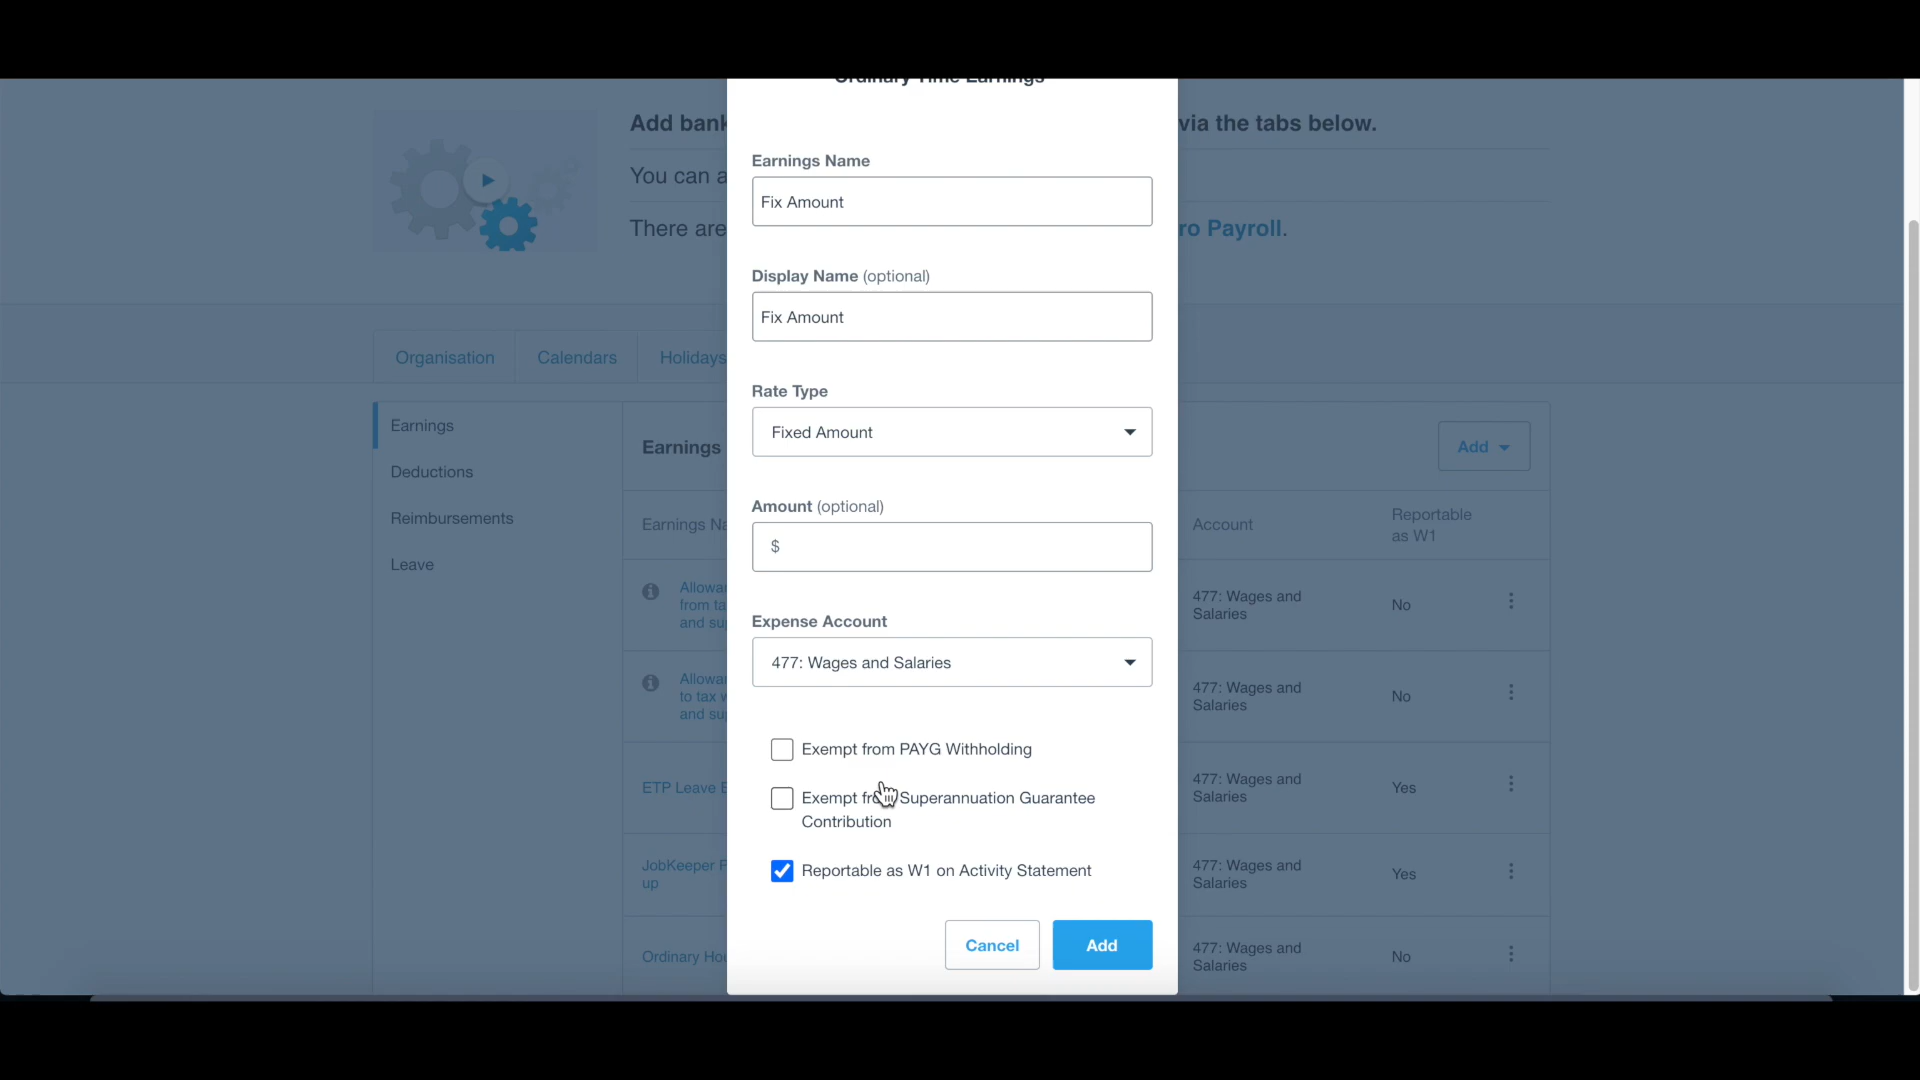 Ordinary Time Earnings
Add bank
via the tabs below.
You can a
There are
ro Payroll.
Organisation
Calendars
Holidays
Earnings
Deductions
Reimbursements
Leave
Earnings
Add
Earnings Na
Account
Reportable
as W1
Allowa
from ta
and su
477: Wages and
Salaries
No
Allowa
to tax
and su
477: Wages and
Salaries
No
ETP Leave
477: Wages and
Salaries
Yes
JobKeeper
up
477: Wages and
Salaries
Yes
Ordinary Ho
477: Wages and
Salaries
No
Earnings Name
Fix Amount
Display Name (optional)
Fix Amount
Rate Type
Fixed Amount
Amount (optional)
$
Expense Account
477: Wages and Salaries
Exempt from PAYG Withholding
Exempt from Superannuation Guarantee
Contribution
Reportable as W1 on Activity Statement
Cancel
Add